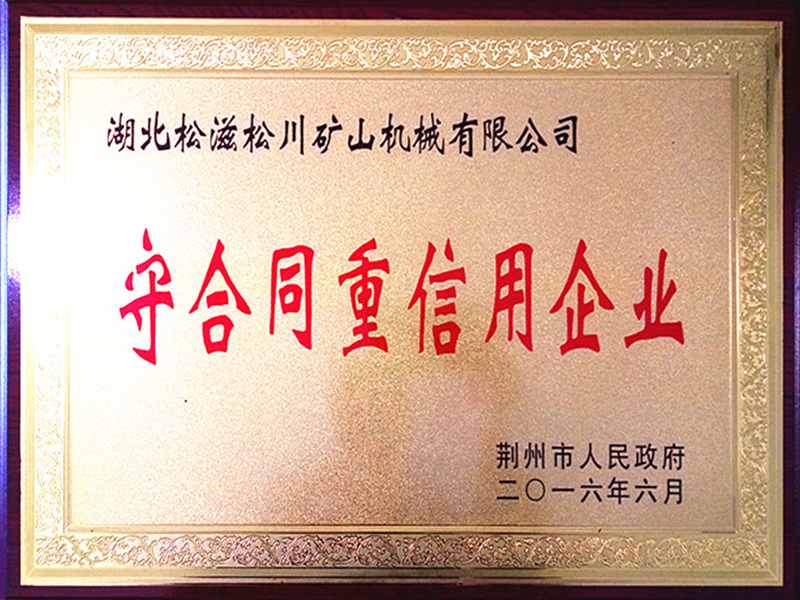 湖北松滋松川矿山机械有限公司
守合同重信用企业
荆州市人民政府
二〇一六年六月